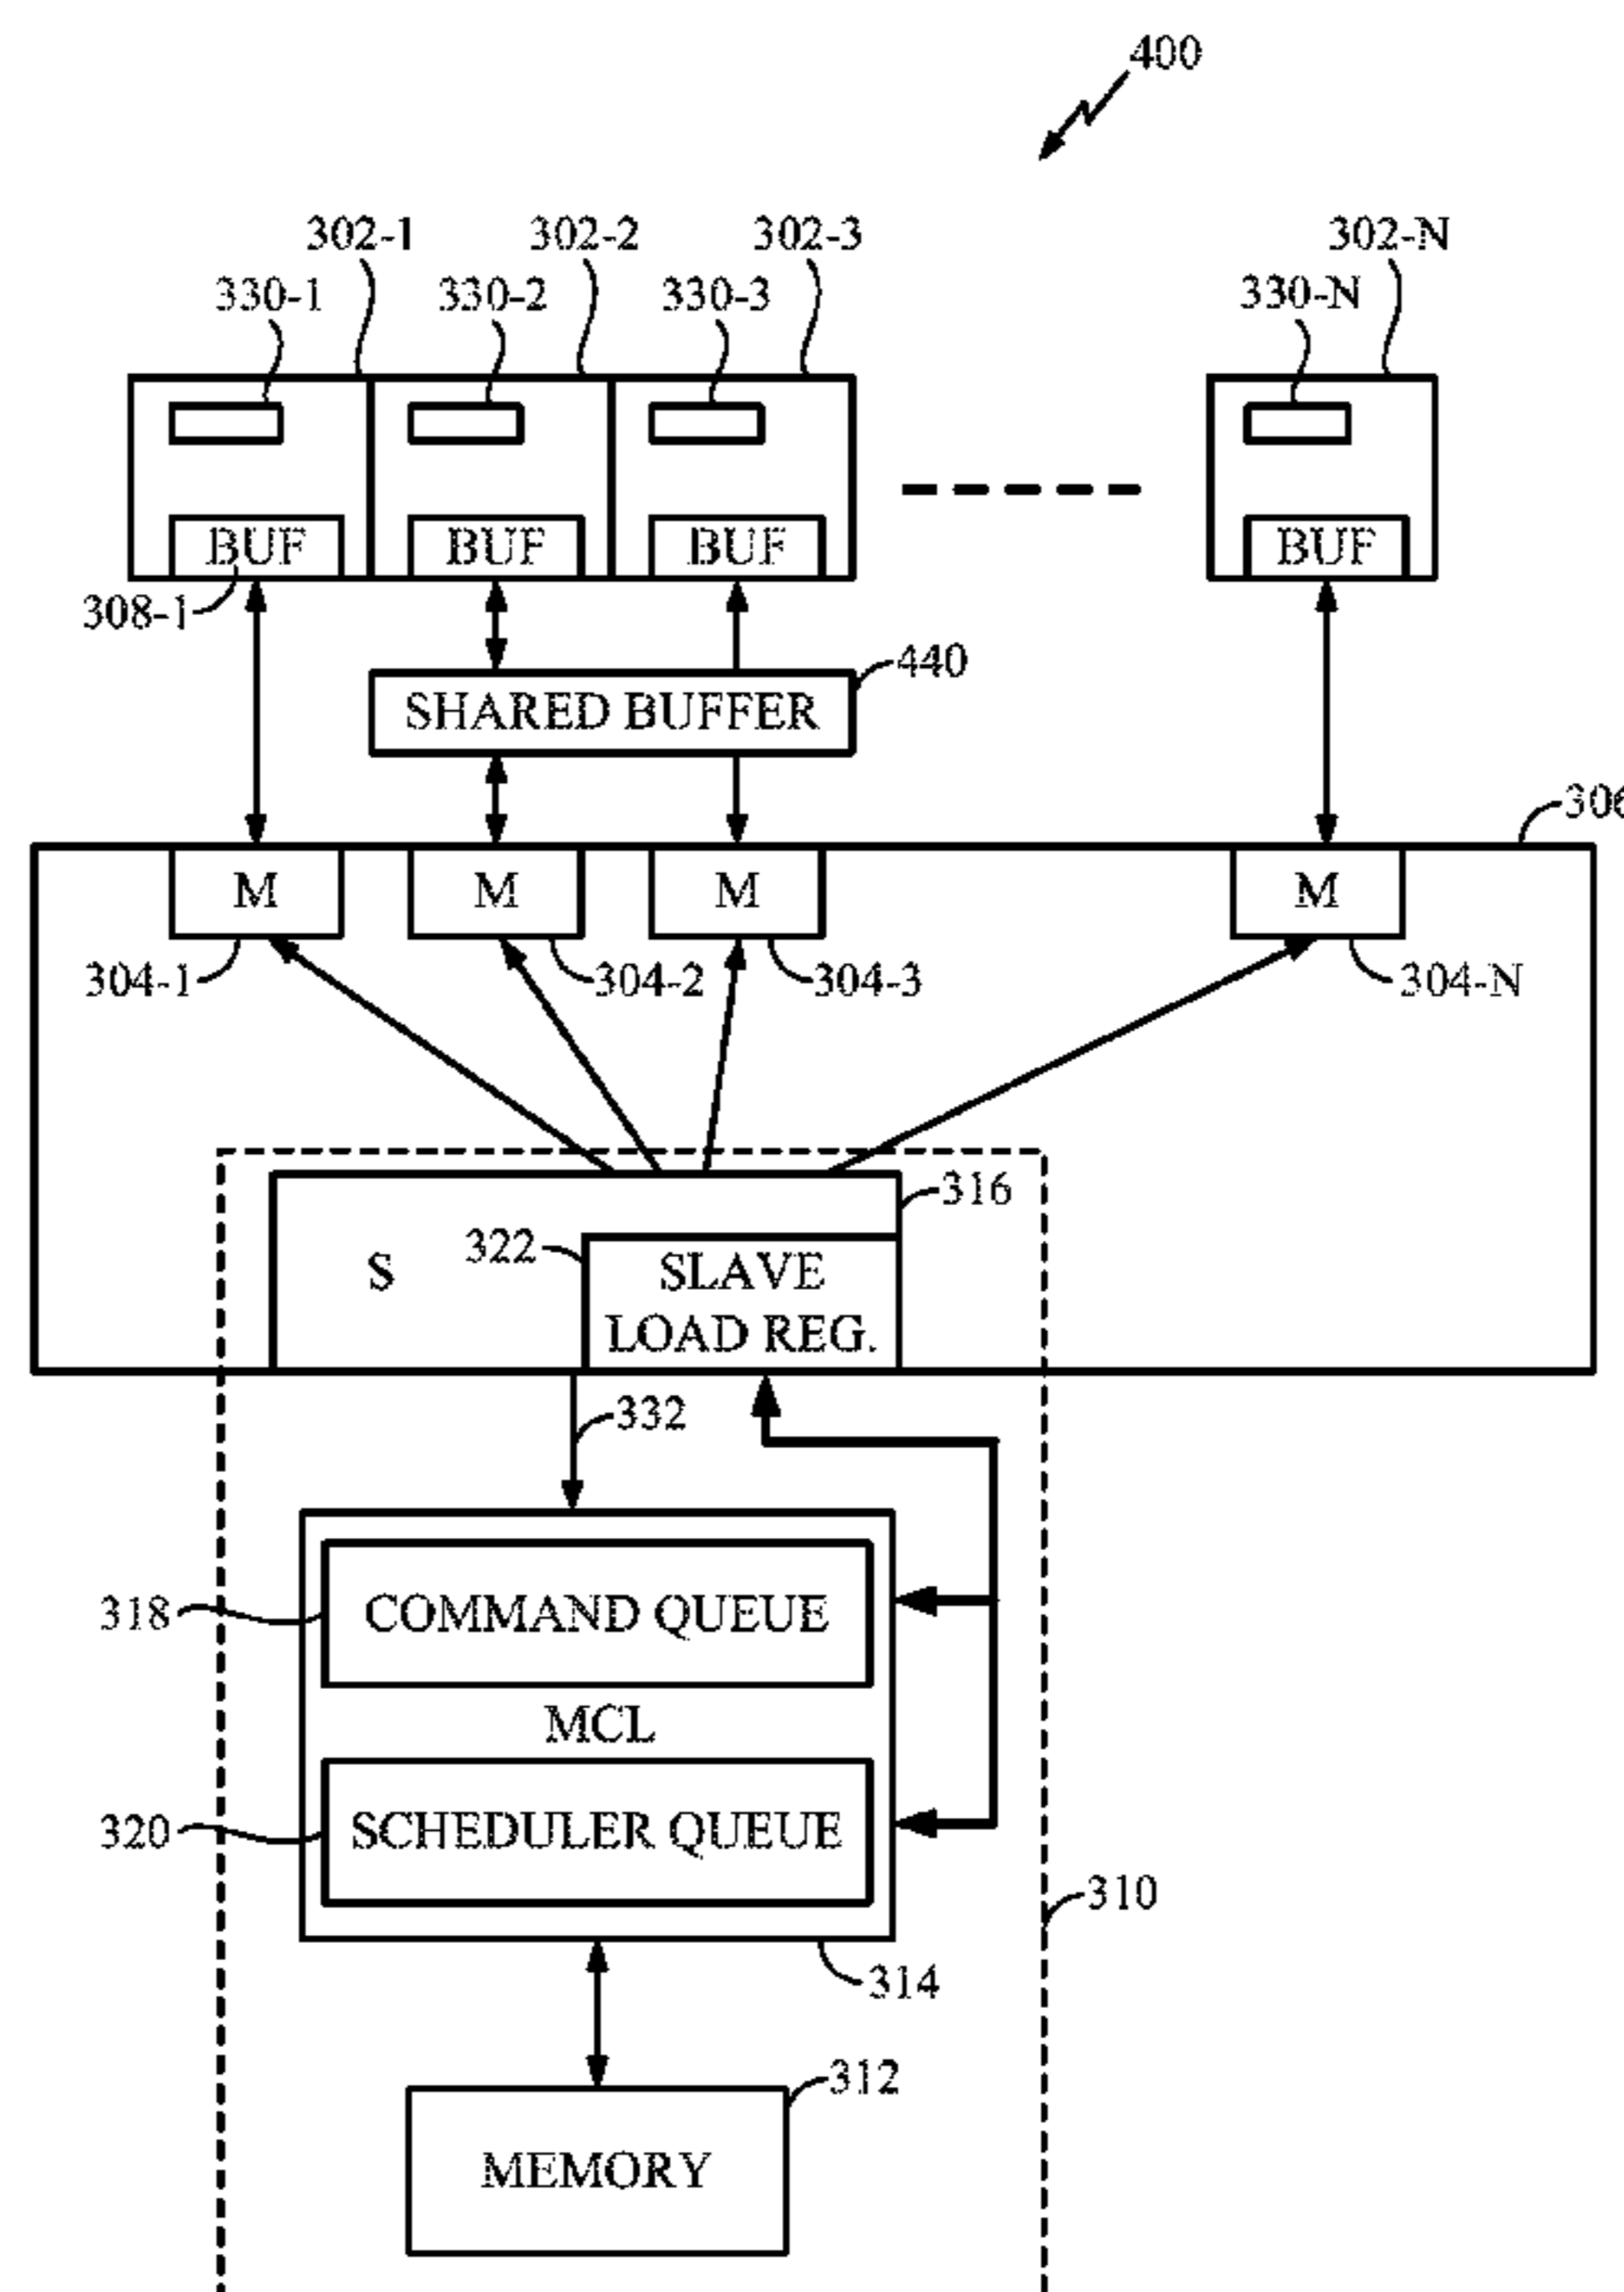 400
302-1 302-2 302-3 302-N
330-1 330-2 330-3 330-N
BUF BUF BUF BUF
308-1
440
SHARED BUFFER
306
M M M M
304-1 304-2 304-3 304-N
316
322
S
SLAVE
LOAD REG.
332
318
COMMAND QUEUE
MCL
320
SCHEDULER QUEUE
310
314
312
MEMORY